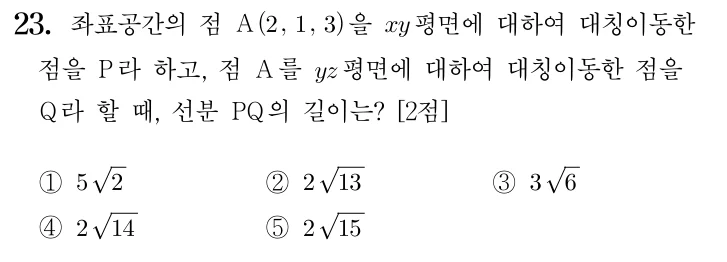 23. 좌표공간의 점 A(2, 1, 3)을 xy평면에 대하여 대칭이동한
점을 P라 하고, 점 A를 yz평면에 대하여 대칭이동한 점을
Q라 할 때, 선분 PQ의 길이는? [2점]
① 5√2 ② 2√13 ③ 3√6
④ 2√14 ⑤ 2√15